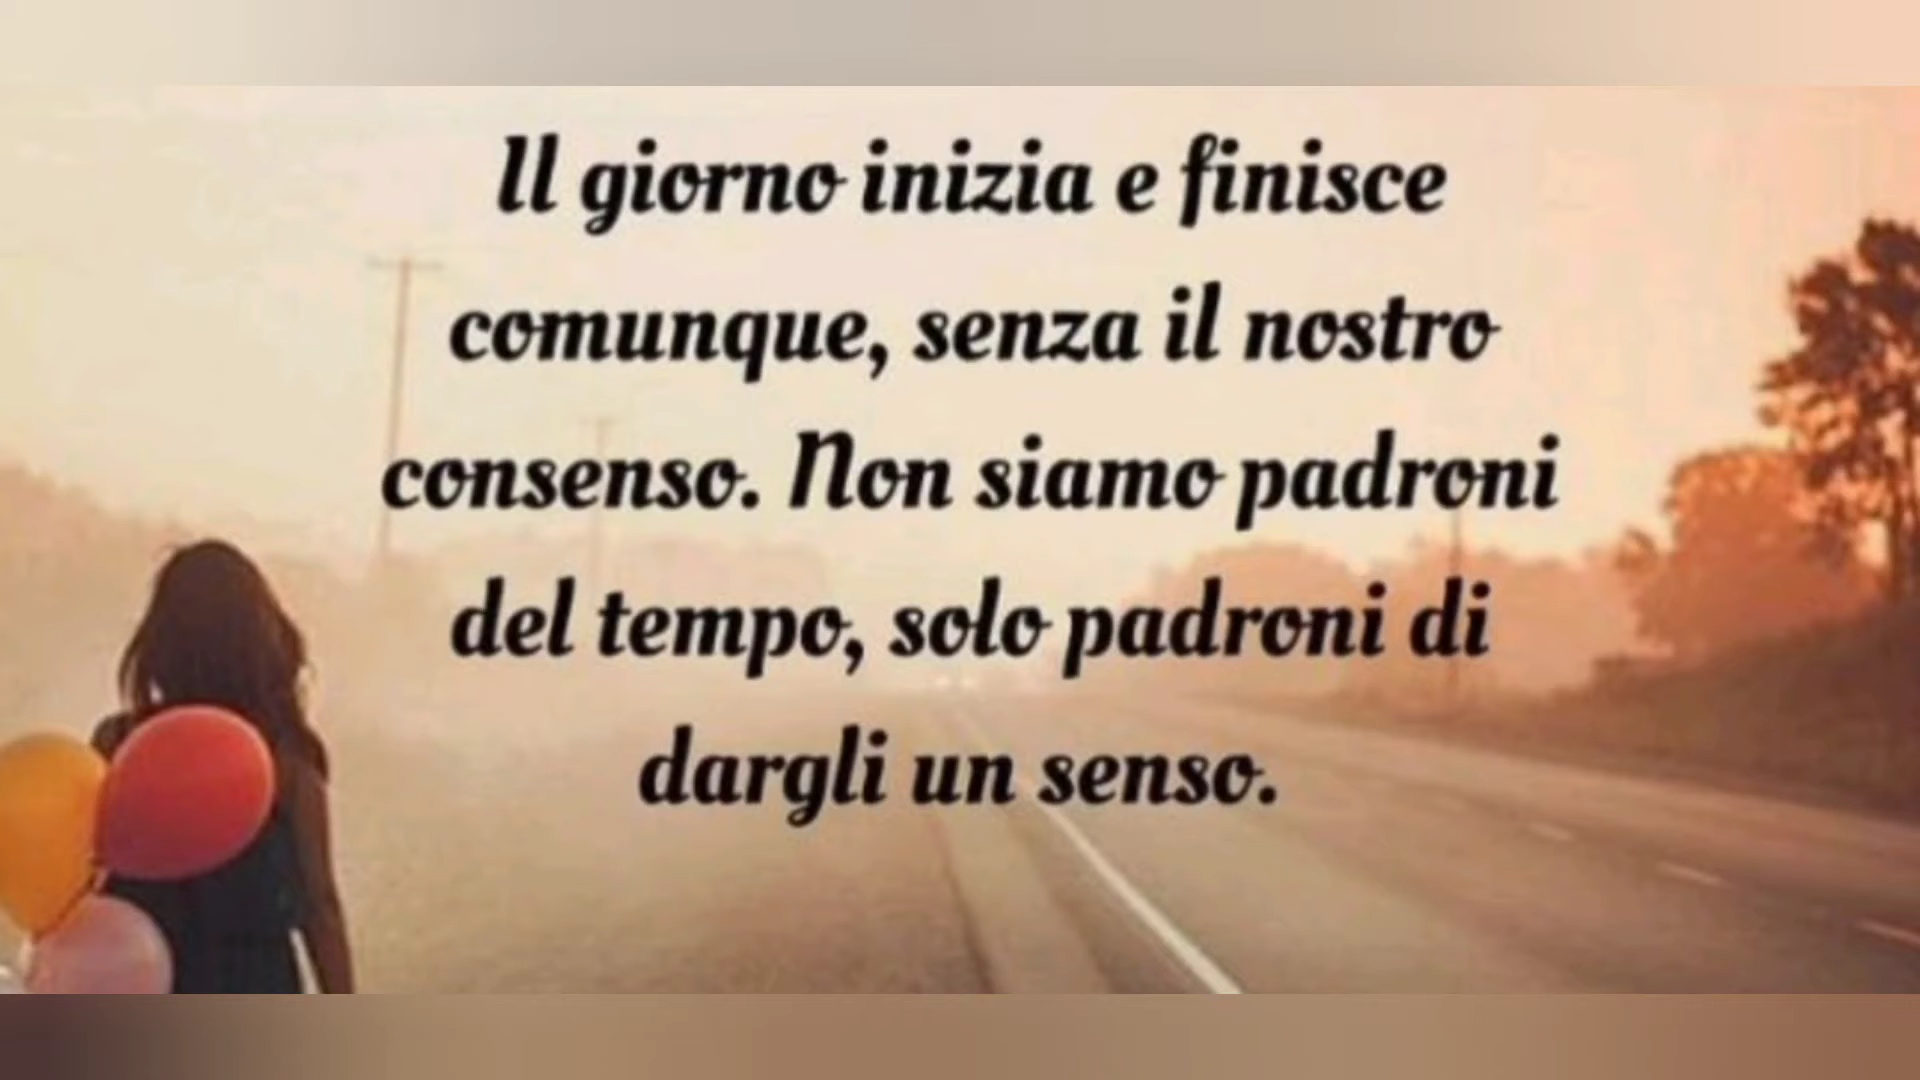 Il giorno inizia e finisce
comunque, senza il nostro
consenso. Non siamo padroni
del tempo, solo padroni di
dargli un senso.